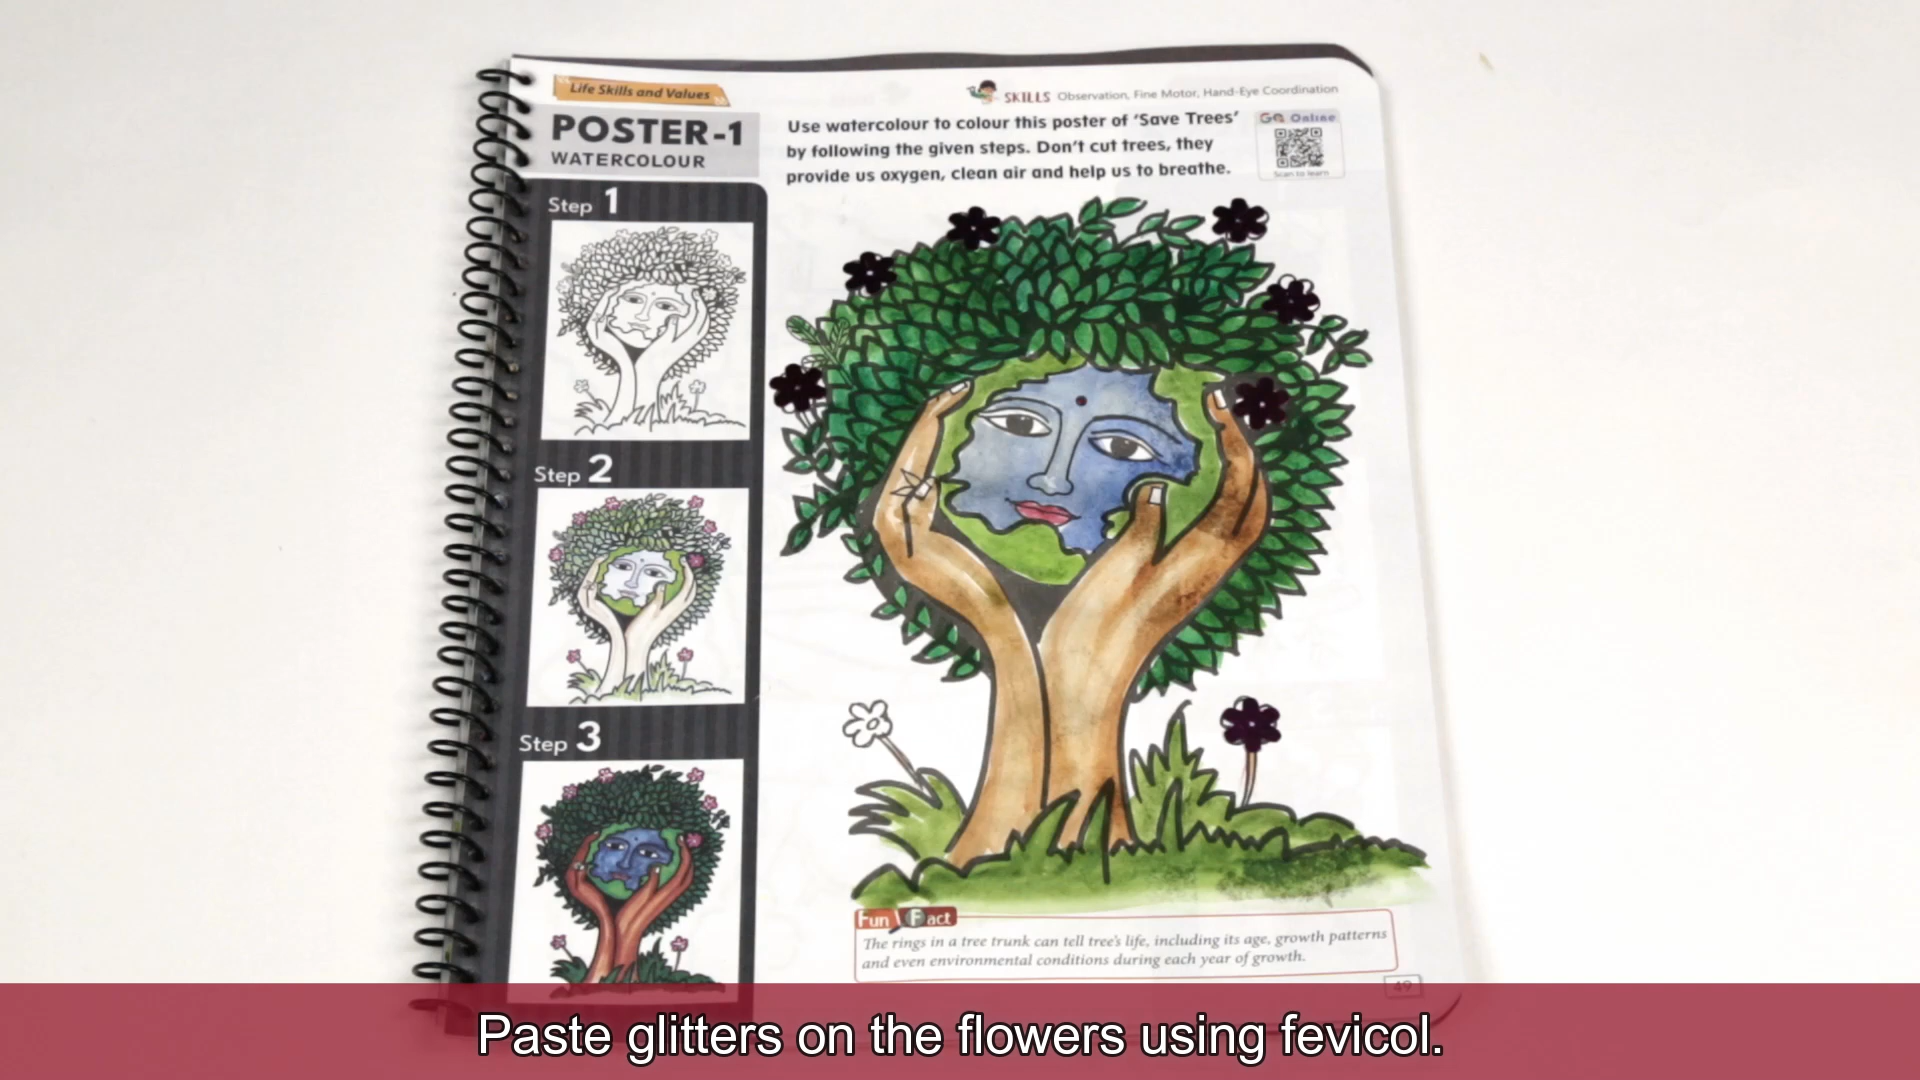 Life Skills and Values
SKILLS Observation, Fine Motor, Hand-Eye Coordination
POSTER-1
WATERCOLOUR
Use watercolour to colour this poster of ‘Save Trees’
by following the given steps. Don’t cut trees, they
provide us oxygen, clean air and help us to breathe.
Go Online
Scan to learn
Step 1
Step 2
Step 3
Fun Fact
The rings in a tree trunk can tell tree's life, including its age, growth patterns
and even environmental conditions during each year of growth.
49
Paste glitters on the flowers using fevicol.